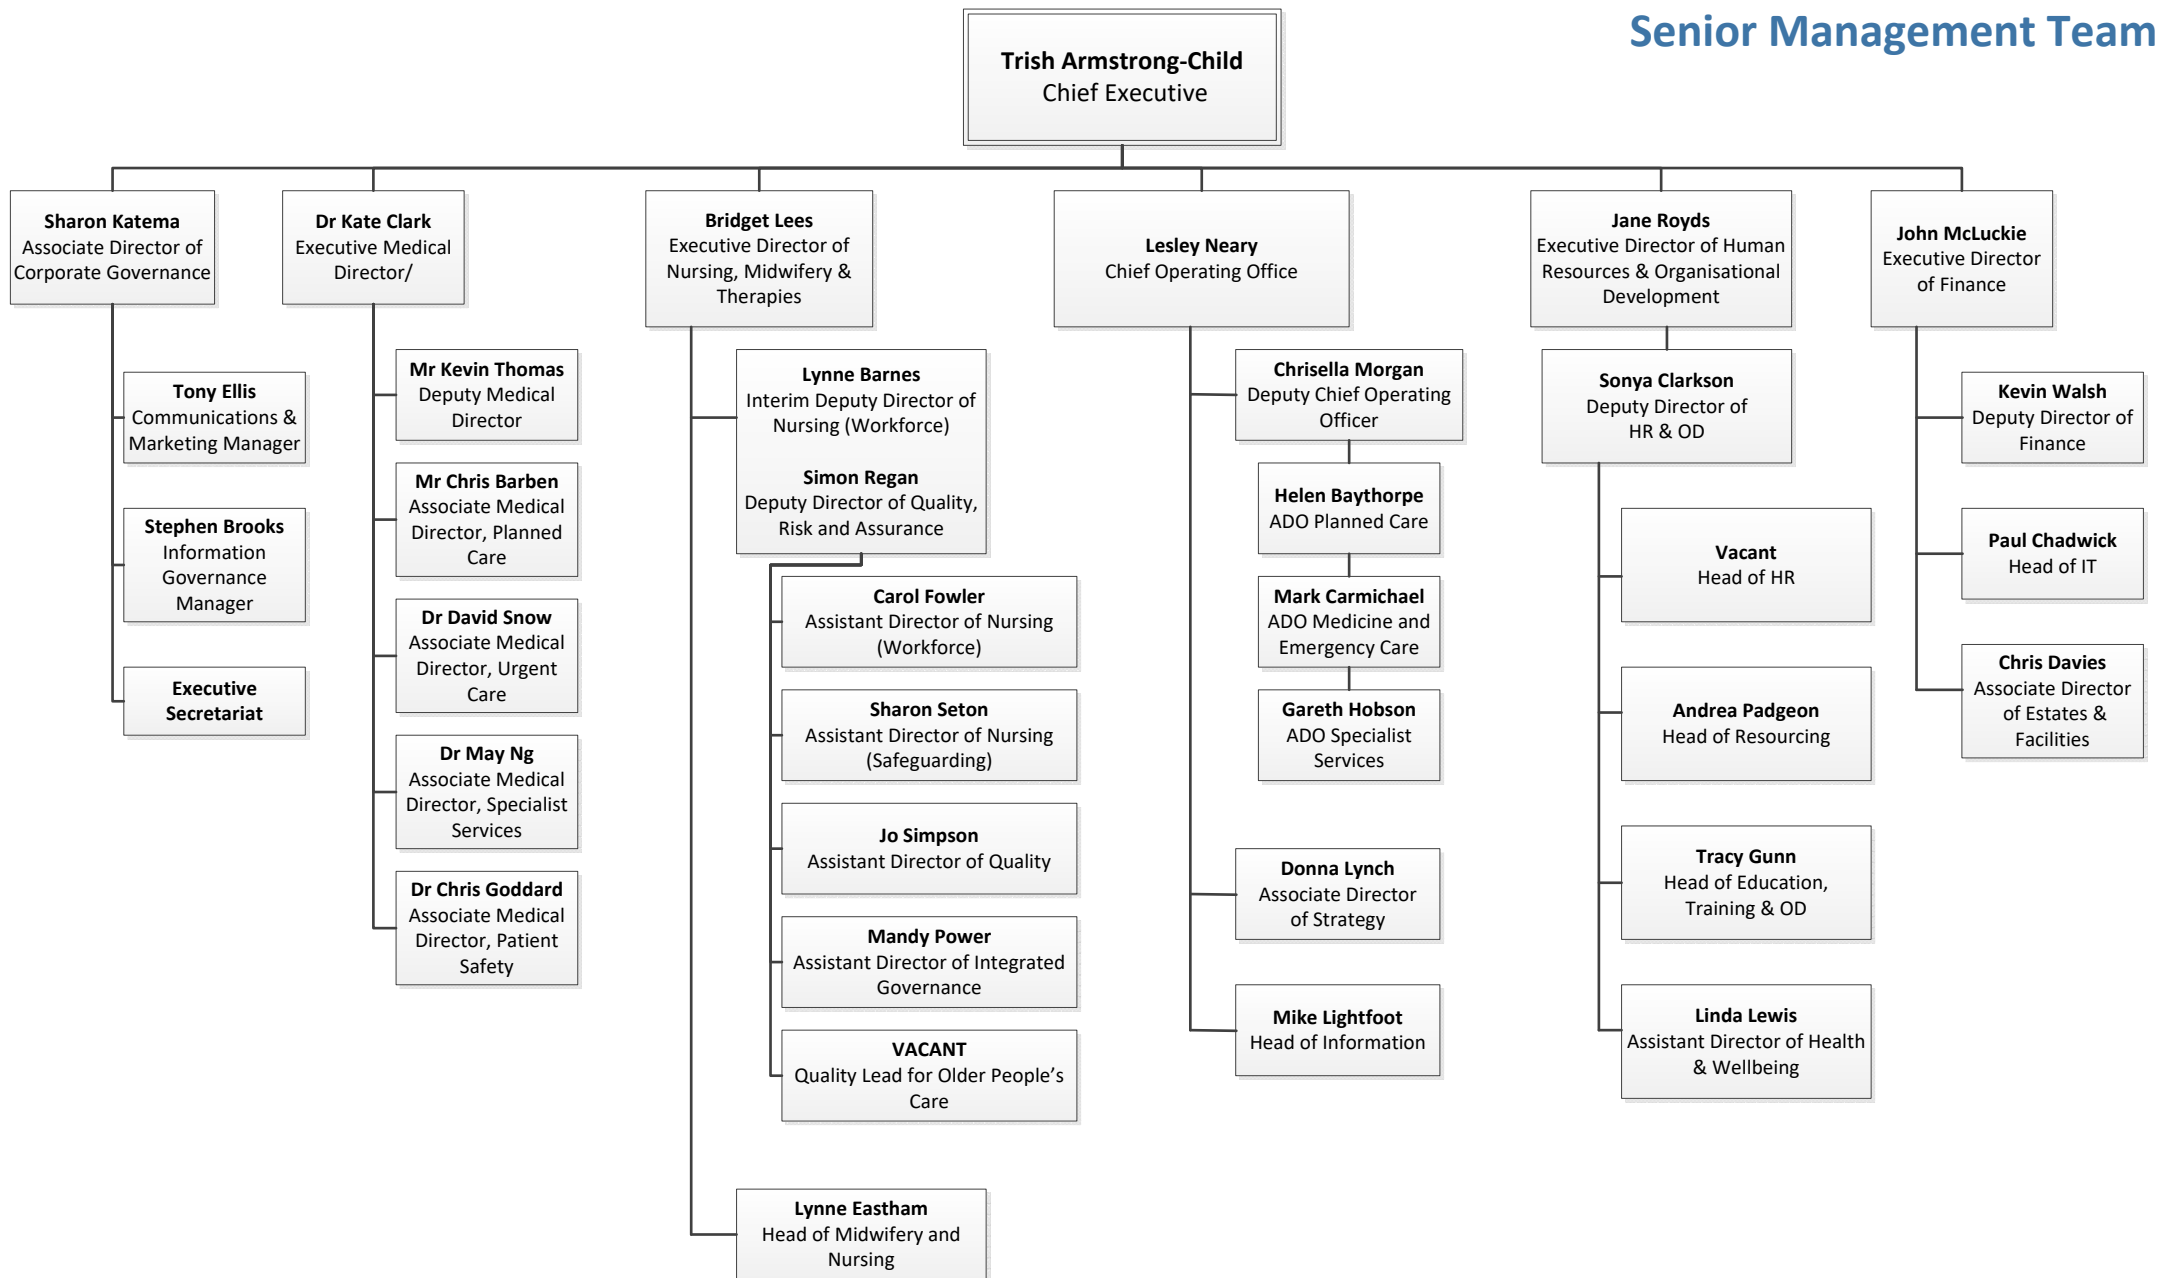 Senior Management Team
Trish Armstrong-Child
Chief Executive
Sharon Katema
Associate Director of
Corporate Governance
Tony Ellis
Communications &
Marketing Manager
Stephen Brooks
Information
Governance
Manager
Executive
Secretariat
Dr Kate Clark
Executive Medical
Director/
Mr Kevin Thomas
Deputy Medical
Director
Mr Chris Barben
Associate Medical
Director, Planned
Care
Dr David Snow
Associate Medical
Director, Urgent
Care
Dr May Ng
Associate Medical
Director, Specialist
Services
Dr Chris Goddard
Associate Medical
Director, Patient
Safety
Bridget Lees
Executive Director of
Nursing, Midwifery &
Therapies
Lynne Barnes
Interim Deputy Director of
Nursing (Workforce)
Simon Regan
Deputy Director of Quality,
Risk and Assurance
Carol Fowler
Assistant Director of Nursing
(Workforce)
Sharon Seton
Assistant Director of Nursing
(Safeguarding)
Jo Simpson
Assistant Director of Quality
Mandy Power
Assistant Director of Integrated
Governance
VACANT
Quality Lead for Older People’s
Care
Lynne Eastham
Head of Midwifery and
Nursing
Lesley Neary
Chief Operating Office
Chrisella Morgan
Deputy Chief Operating
Officer
Helen Baythorpe
ADO Planned Care
Mark Carmichael
ADO Medicine and
Emergency Care
Gareth Hobson
ADO Specialist
Services
Donna Lynch
Associate Director
of Strategy
Mike Lightfoot
Head of Information
Jane Royds
Executive Director of Human
Resources & Organisational
Development
Sonya Clarkson
Deputy Director of
HR & OD
Vacant
Head of HR
Andrea Padgeon
Head of Resourcing
Tracy Gunn
Head of Education,
Training & OD
Linda Lewis
Assistant Director of Health
& Wellbeing
John McLuckie
Executive Director
of Finance
Kevin Walsh
Deputy Director of
Finance
Paul Chadwick
Head of IT
Chris Davies
Associate Director
of Estates &
Facilities